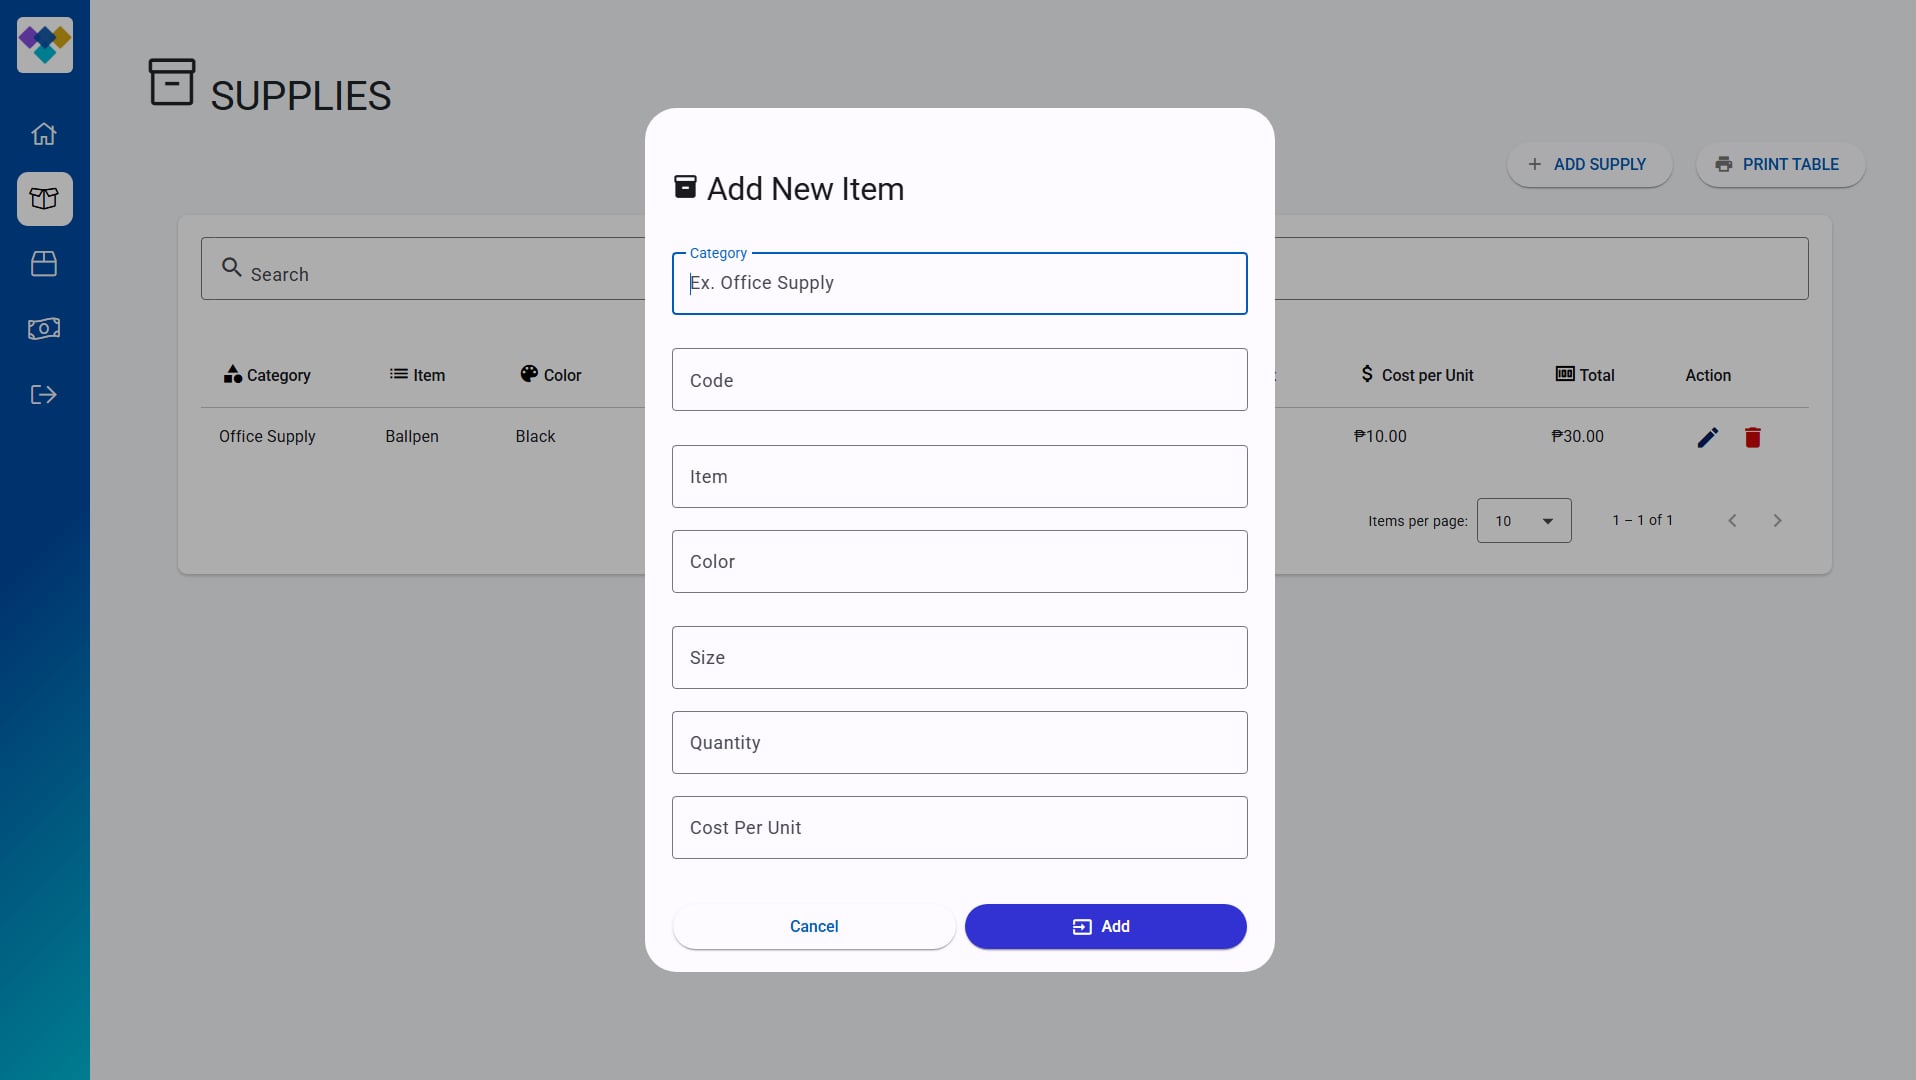 SUPPLIES
ADD SUPPLY
PRINT TABLE
Search
Category
Item
Color
Cost per Unit
Total
Action
Office Supply
Ballpen
Black
₱10.00
₱30.00
Items per page:
10
1 – 1 of 1
Add New Item
Category
Ex. Office Supply
Code
Item
Color
Size
Quantity
Cost Per Unit
Cancel
Add